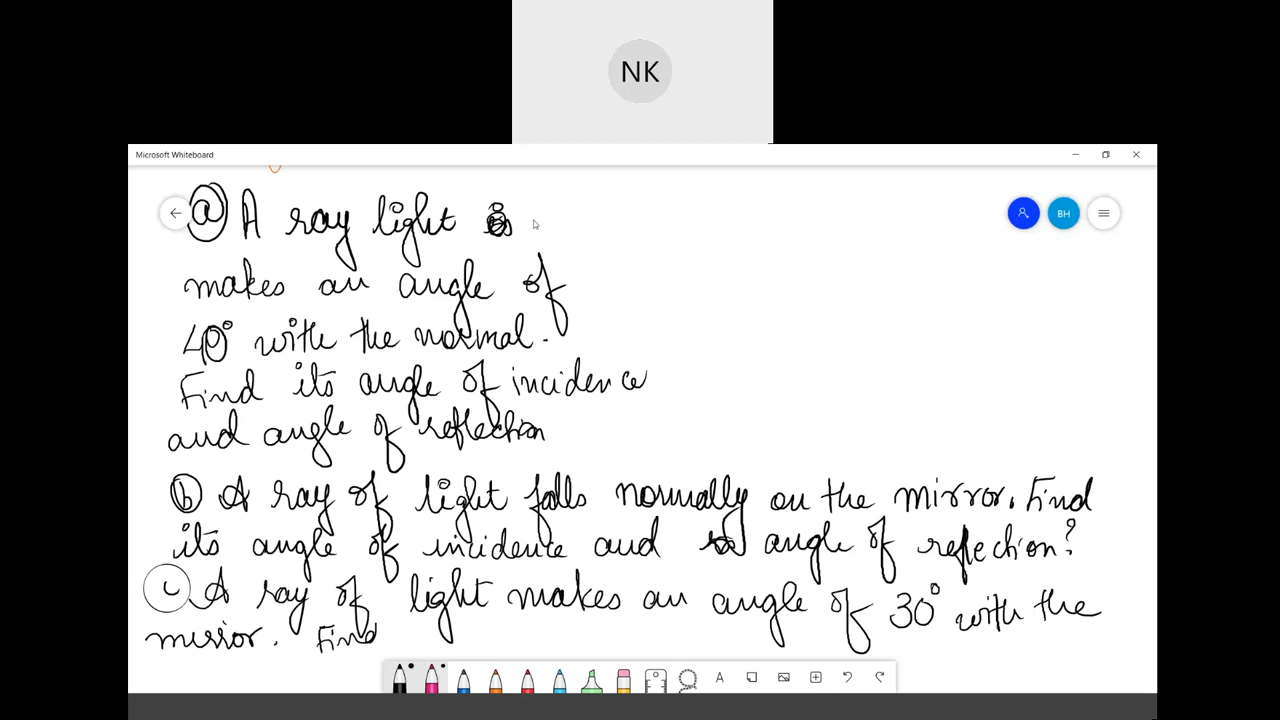 NK
Microsoft Whiteboard
BH
a A ray light is
makes an angle of
40° with the normal.
Find its angle of incidence
and angle of reflection
b A ray of light falls normally on the mirror. Find
its angle of incidence and angle of reflection?
c A ray of light makes an angle of 30° with the
mirror. Find
A